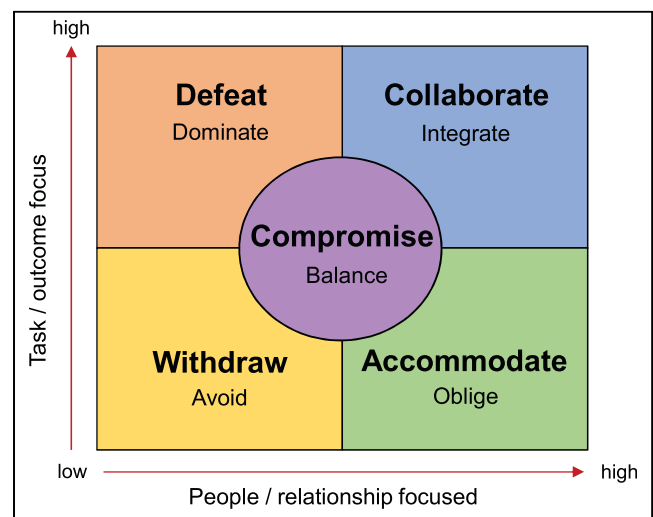 high
Defeat
Dominate
Collaborate
Integrate
Compromise
Balance
Withdraw
Avoid
Accommodate
Oblige
Task / outcome focus
low
high
People / relationship focused